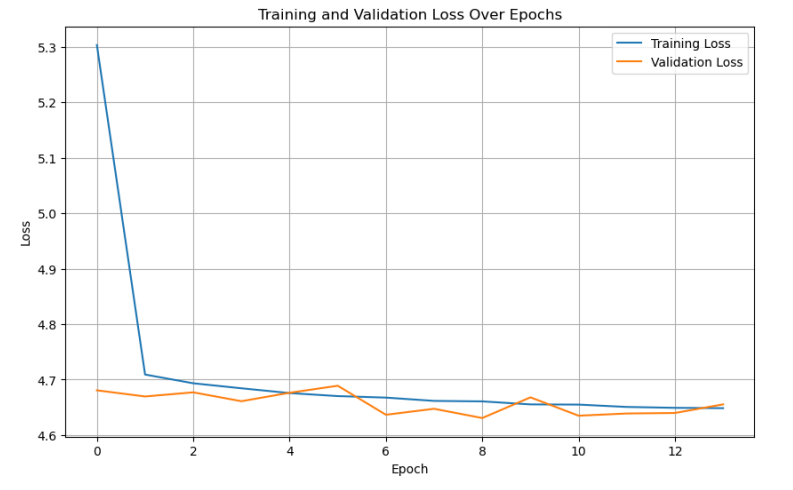 Training and Validation Loss Over Epochs
Training Loss
Validation Loss
5.3
5.2
5.1
5.0
4.9
4.8
4.7
4.6
Loss
0 2 4 6 8 10 12
Epoch